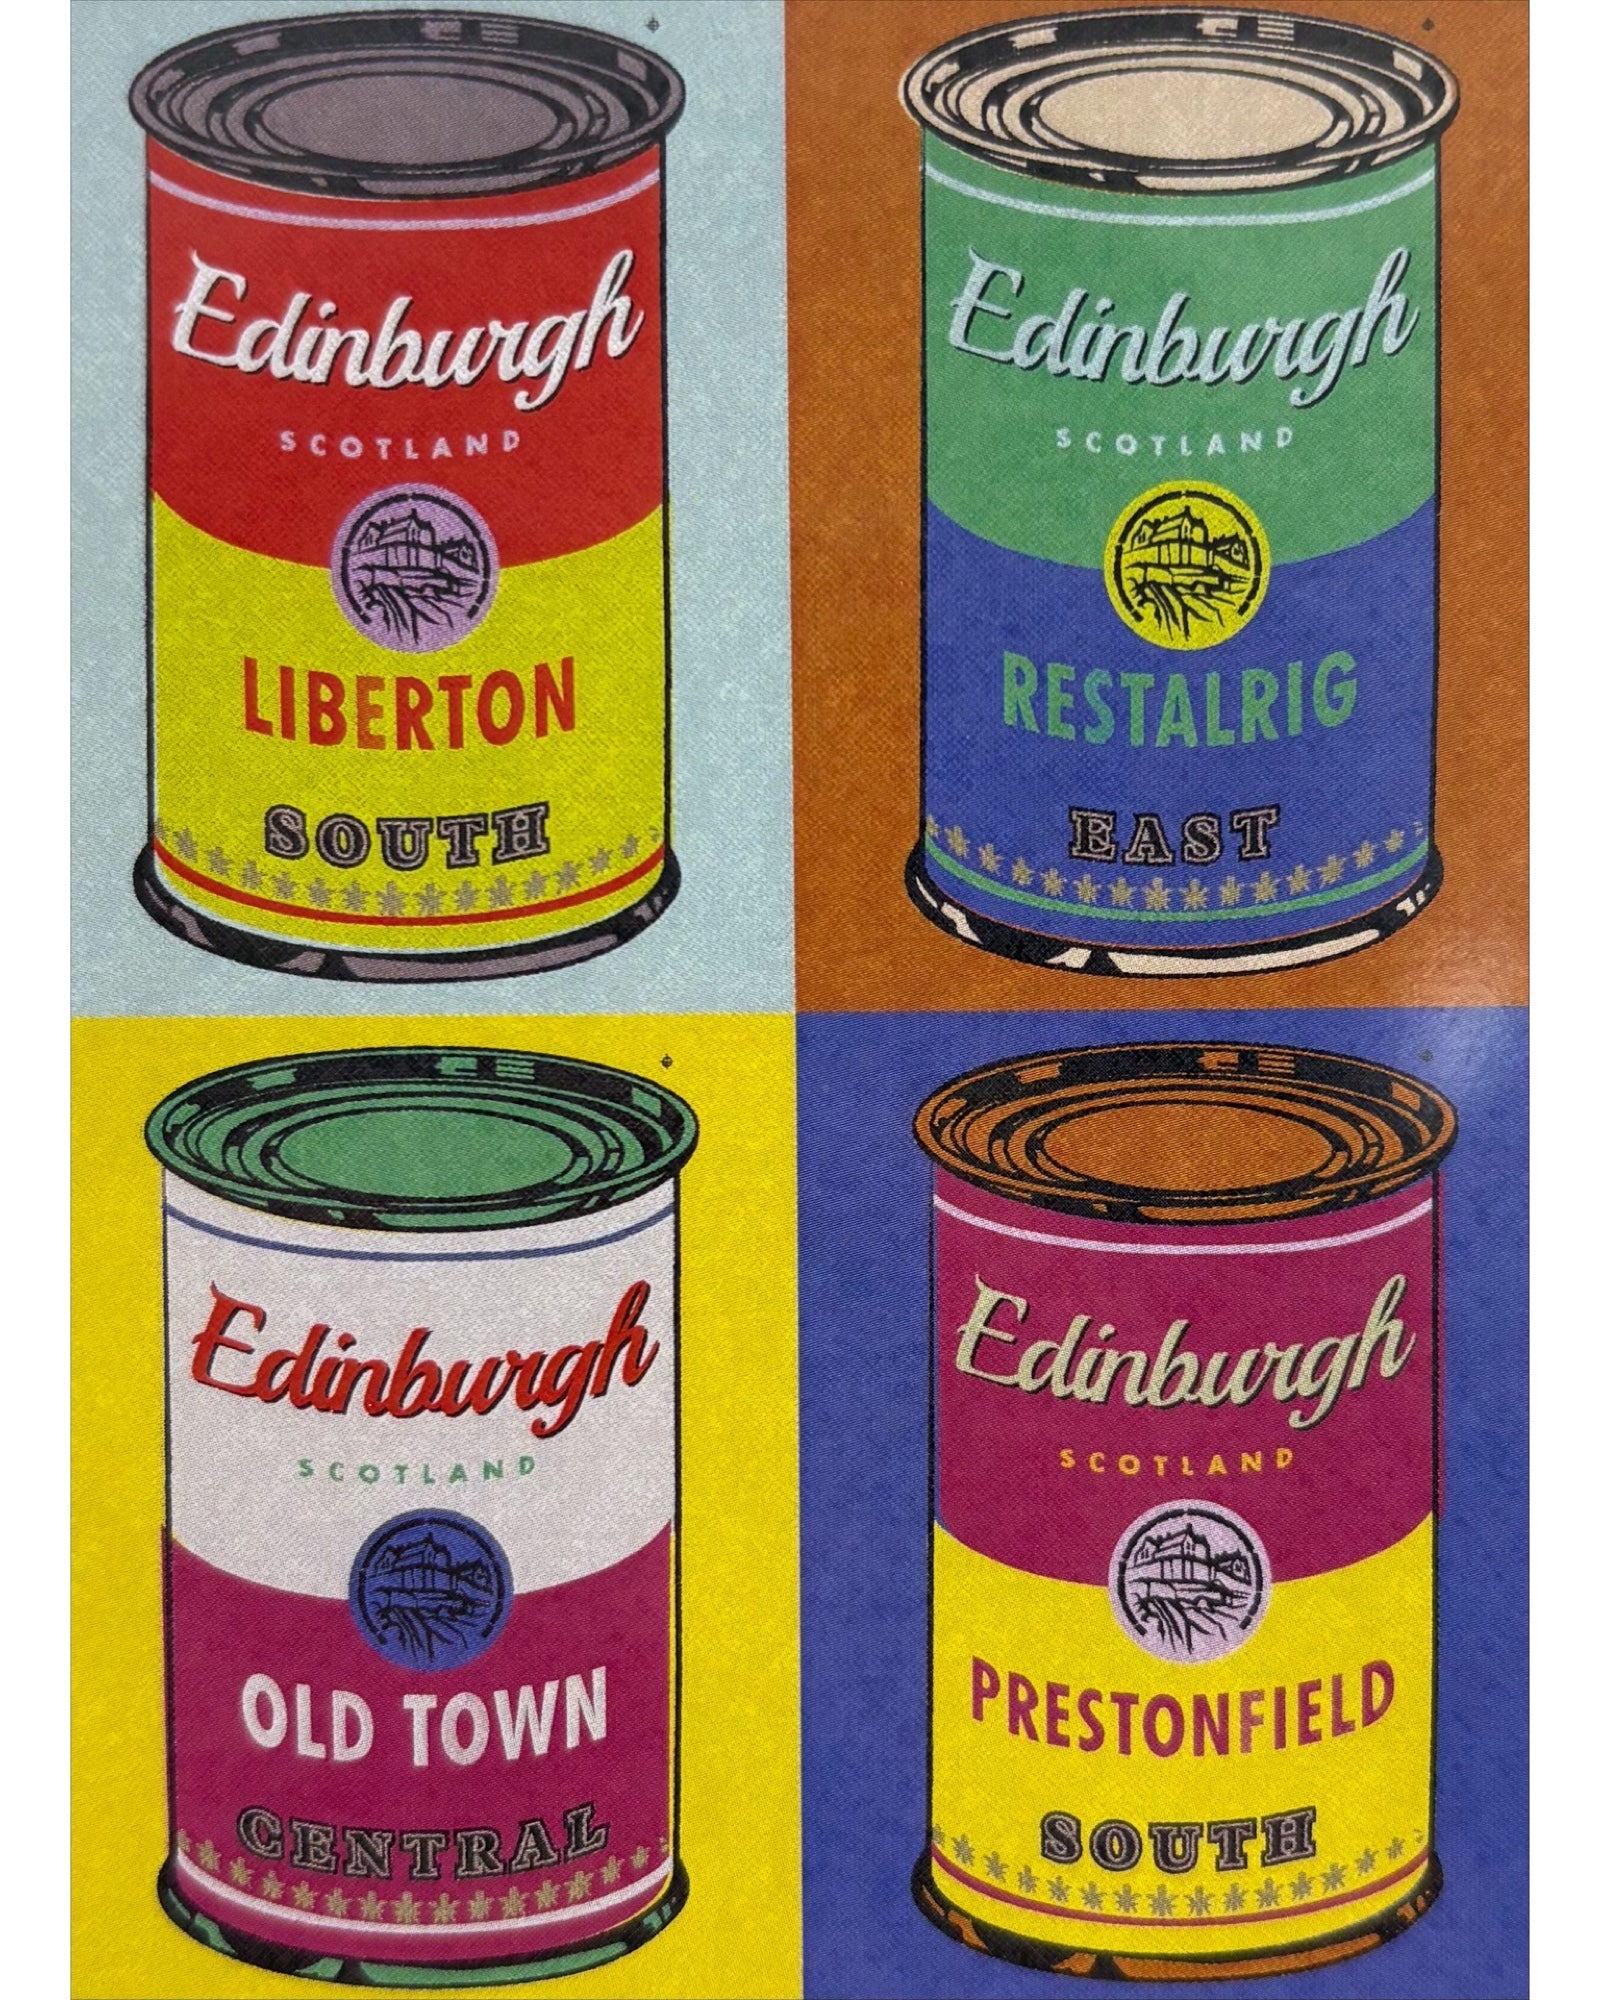 Edinburgh
SCOTLAND
LIBERTON
SOUTH
Edinburgh
SCOTLAND
RESTALRIG
EAST
Edinburgh
SCOTLAND
OLD TOWN
CENTRAL
Edinburgh
SCOTLAND
PRESTONFIELD
SOUTH